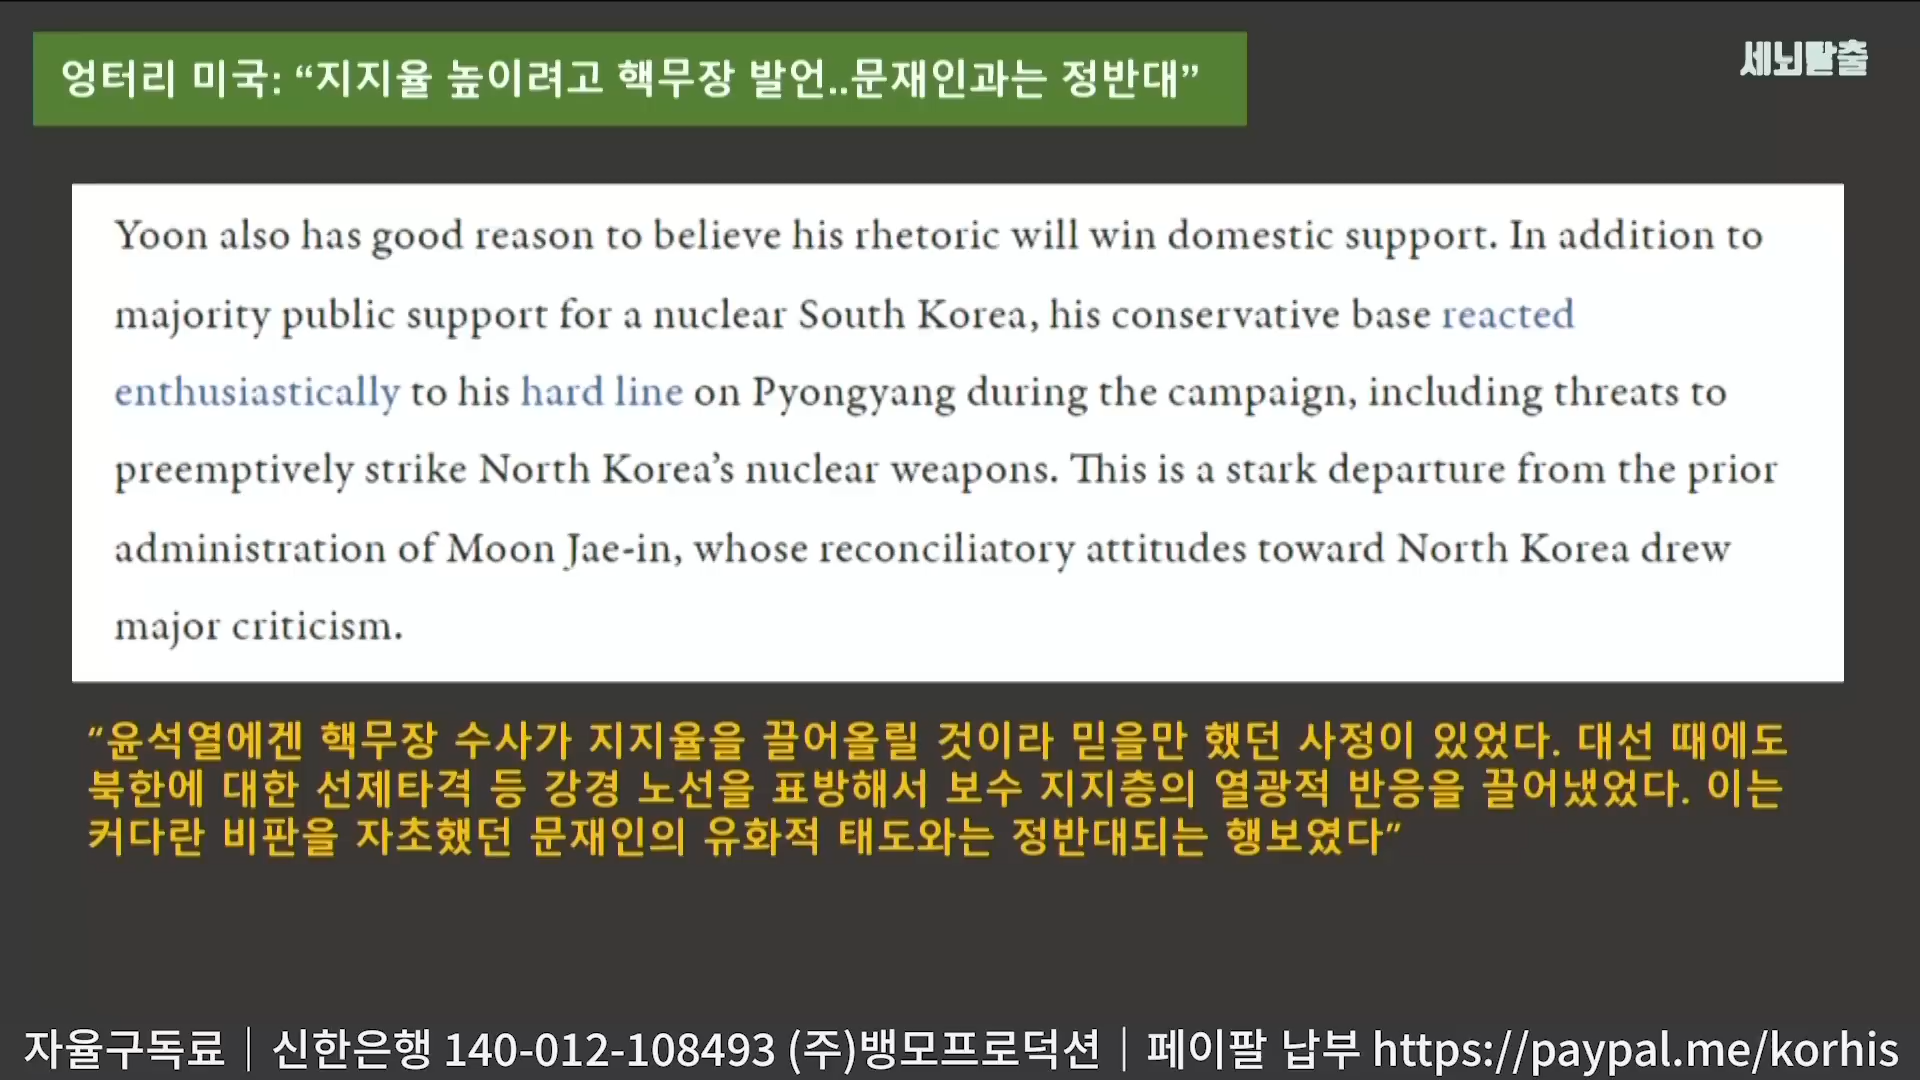 엉터리 미국: “지지율 높이려고 핵무장 발언..문재인과는 정반대”
세뇌탈출
Yoon also has good reason to believe his rhetoric will win domestic support. In addition to
majority public support for a nuclear South Korea, his conservative base reacted
enthusiastically to his hard line on Pyongyang during the campaign, including threats to
preemptively strike North Korea’s nuclear weapons. This is a stark departure from the prior
administration of Moon Jae-in, whose reconciliatory attitudes toward North Korea drew
major criticism.
“윤석열에겐 핵무장 수사가 지지율을 끌어올릴 것이라 믿을만 했던 사정이 있었다. 대선 때에도
북한에 대한 선제타격 등 강경 노선을 표방해서 보수 지지층의 열광적 반응을 끌어냈었다. 이는
커다란 비판을 자초했던 문재인의 유화적 태도와는 정반대되는 행보였다”
자율구독료│신한은행 140-012-108493 (주)뱅모프로덕션│페이팔 납부 https://paypal.me/korhis